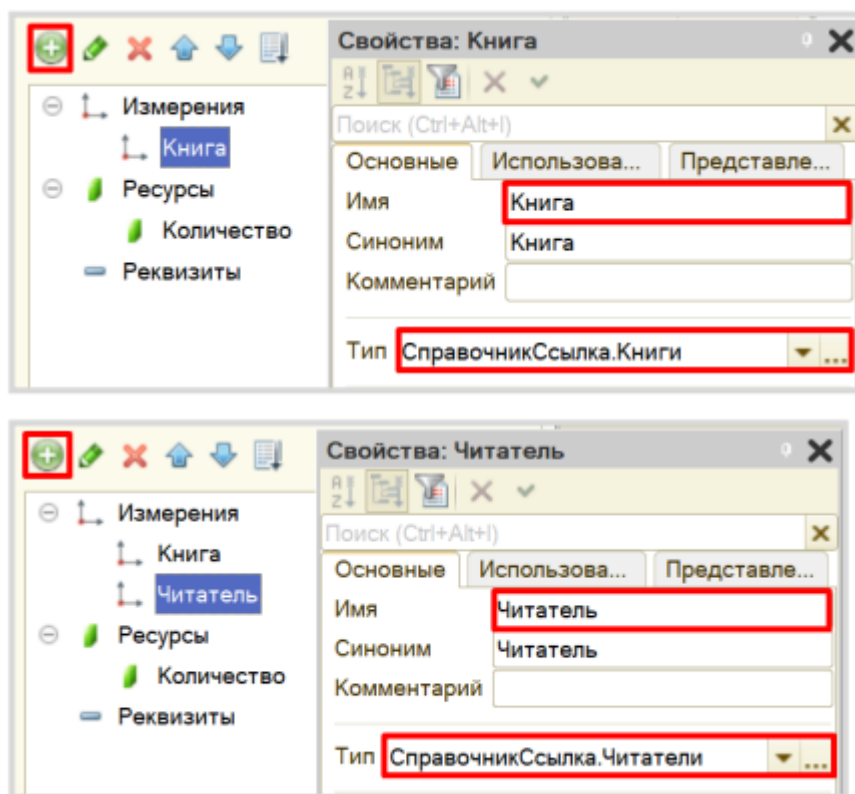 Свойства: Книга
Поиск (Ctrl+Alt+I)
Измерения
Книга
Ресурсы
Количество
Реквизиты
Основные Использова... Представле...
Имя Книга
Синоним Книга
Комментарий
Тип СправочникСсылка.Книги ...
Свойства: Читатель
Поиск (Ctrl+Alt+I)
Измерения
Книга
Читатель
Ресурсы
Количество
Реквизиты
Основные Использова... Представле...
Имя Читатель
Синоним Читатель
Комментарий
Тип СправочникСсылка.Читатели ...